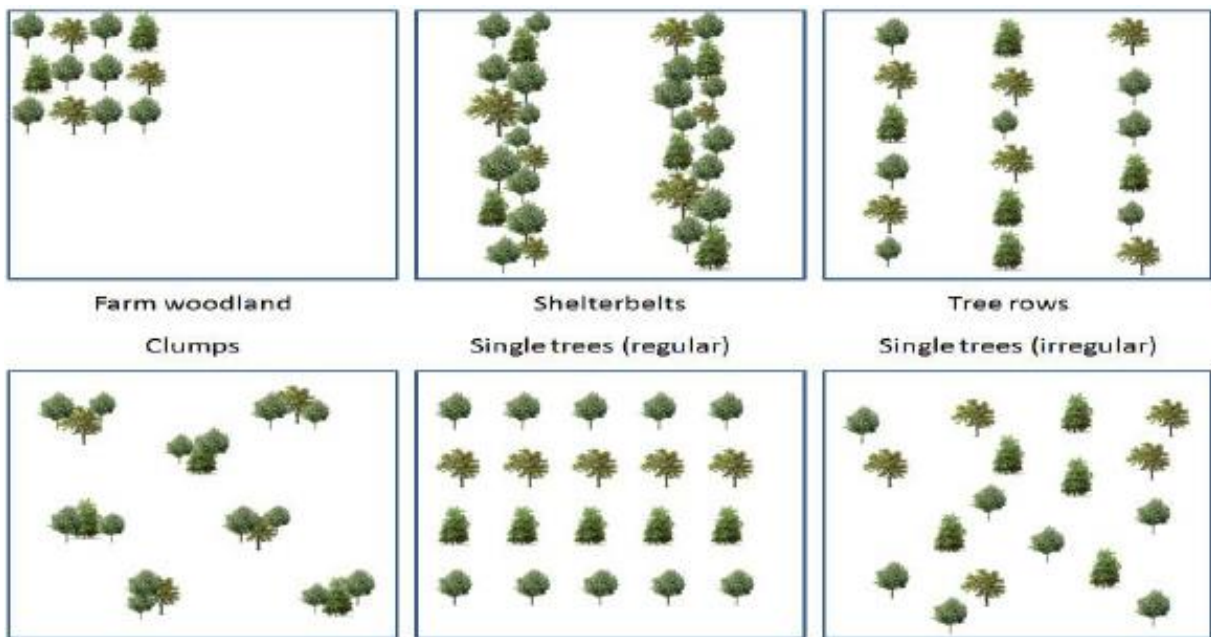 Farm woodland
Shelterbelts
Tree rows
Clumps
Single trees (regular)
Single trees (irregular)